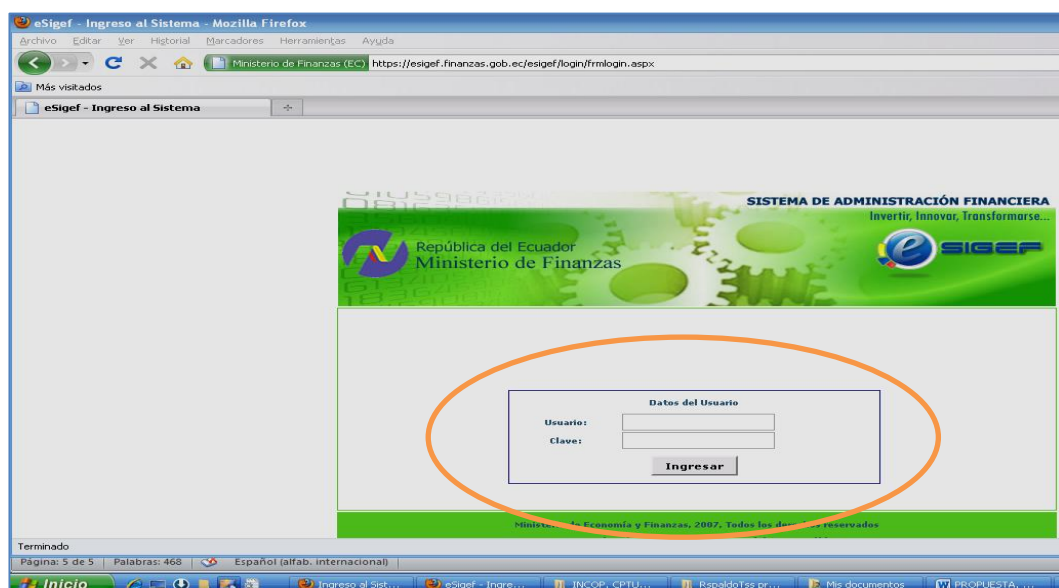 eSigef - Ingreso al Sistema - Mozilla Firefox
Archivo Editar Ver Historial Marcadores Herramientas Ayuda
Ministerio de Finanzas (EC) https://esigef.finanzas.gob.ec/esigef/login/frmlogin.aspx
Más visitados
eSigef - Ingreso al Sistema
SISTEMA DE ADMINISTRACIÓN FINANCIERA
Invertir, Innovar, Transformarse...
e SIGEF
República del Ecuador
Ministerio de Finanzas
Datos del Usuario
Usuario:
Clave:
Ingresar
Ministerio de Economía y Finanzas, 2007, Todos los derechos reservados
Terminado
Página: 5 de 5 Palabras: 468 Español (alfab. internacional)
Inicio Ingreso al Sist... eSigef - Ingre... INCOP, CPTU... RspaldoTss pr... Mis documentos PROPUESTA, ...